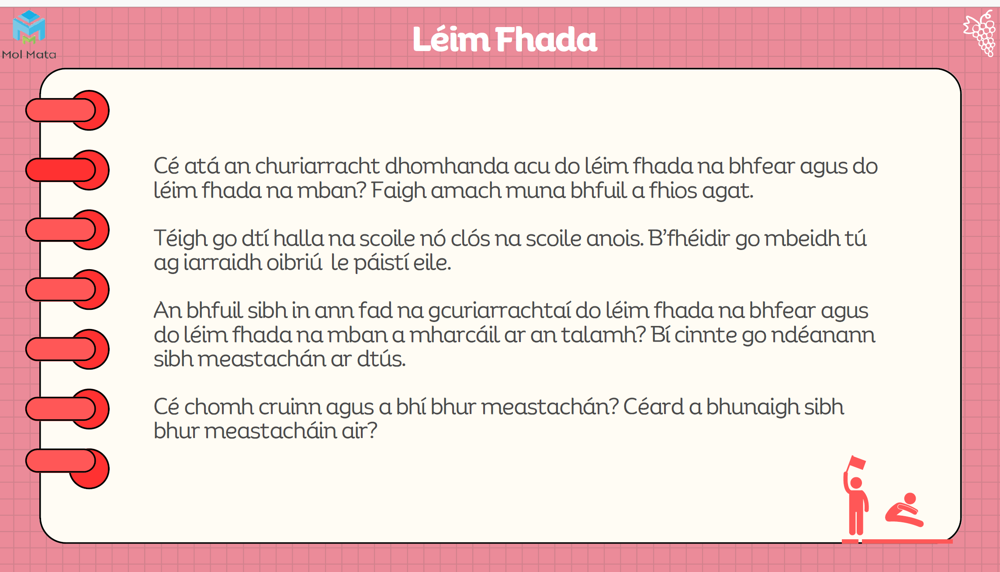 Mol Mata
Léim Fhada
Cé atá an churiarracht dhomhanda acu do léim fhada na bhfear agus do
léim fhada na mban? Faigh amach muna bhfuil a fhios agat.
Téigh go dtí halla na scoile nó clós na scoile anois. B’fhéidir go mbeidh tú
ag iarraidh oibriú  le páistí eile.
An bhfuil sibh in ann fad na gcuriarrachtaí do léim fhada na bhfear agus
do léim fhada na mban a mharcáil ar an talamh? Bí cinnte go ndéanann
sibh meastachán ar dtús.
Cé chomh cruinn agus a bhí bhur meastachán? Céard a bhunaigh sibh
bhur meastacháin air?